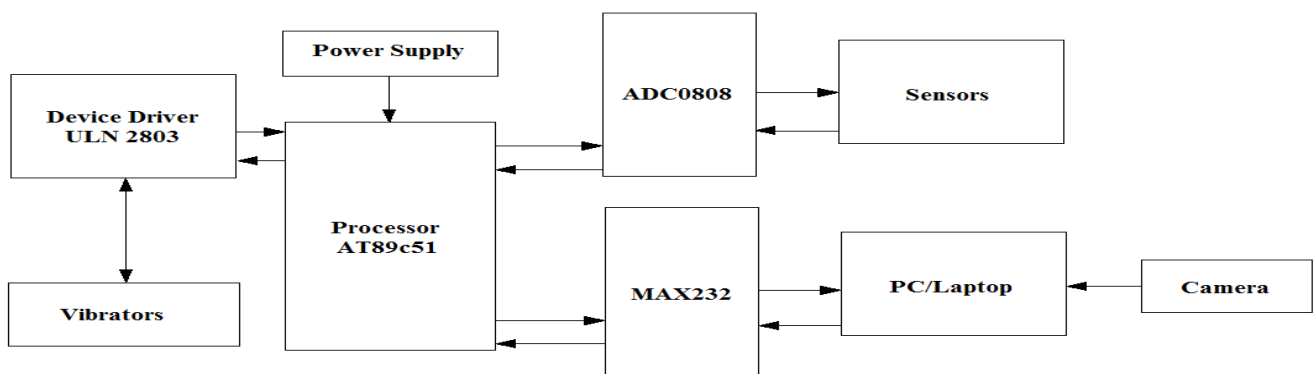 Power Supply
Device Driver
ULN 2803
ADC0808
Sensors
Processor
AT89c51
Vibrators
MAX232
PC/Laptop
Camera